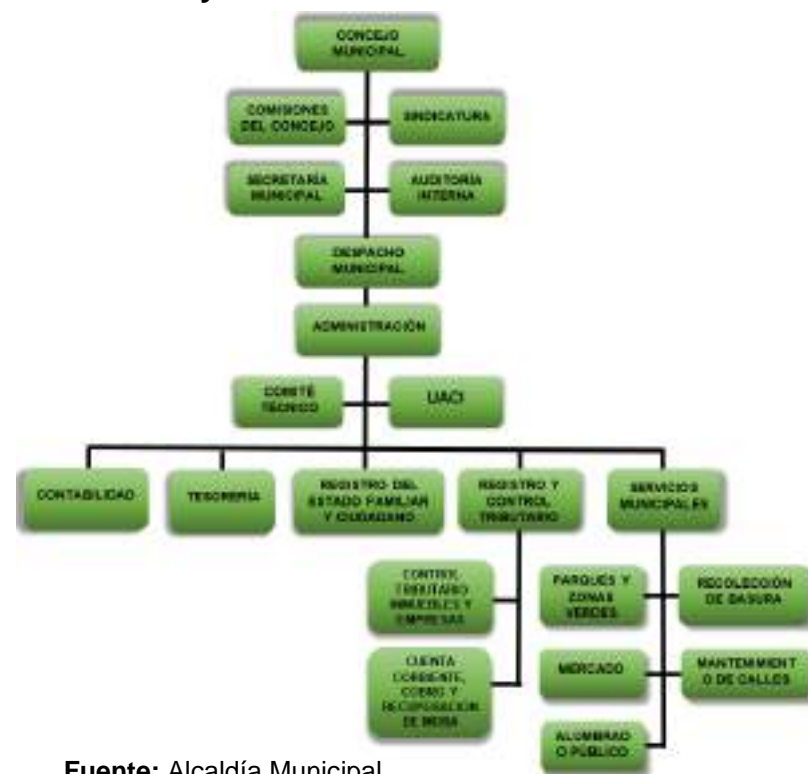 CONCEJO
MUNICIPAL
COMISIONES
DEL CONCEJO
SINDICATURA
SECRETARÍA
MUNICIPAL
AUDITORÍA
INTERNA
DESPACHO
MUNICIPAL
ADMINISTRACIÓN
COMITÉ
TÉCNICO
UACI
CONTABILIDAD
TESORERÍA
REGISTRO DEL
ESTADO FAMILIAR
Y CIUDADANO
REGISTRO Y
CONTROL
TRIBUTARIO
SERVICIOS
MUNICIPALES
CONTROL
TRIBUTARIO
INMUEBLES Y
EMPRESAS
CUENTA
CORRIENTE,
COBRO Y
RECUPERACION
DE MORA
PARQUES Y
ZONAS
VERDES
RECOLECCIÓN
DE BASURA
MERCADO
MANTENIMIENT
O DE CALLES
ALUMBRAD
O PÚBLICO
Fuente: Alcaldía Municipal